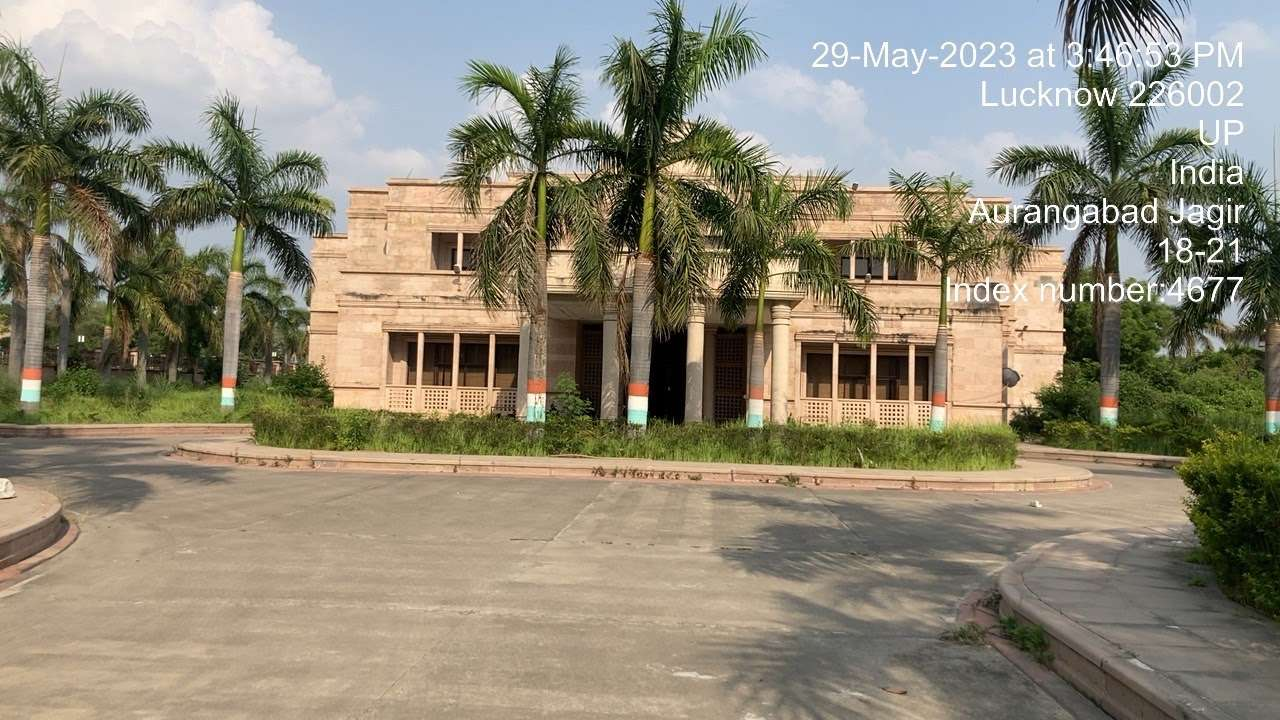 29-May-2023 at 3:46:53 PM
Lucknow 226002
UP
India
Aurangabad Jagir
18-21
Index number:4677